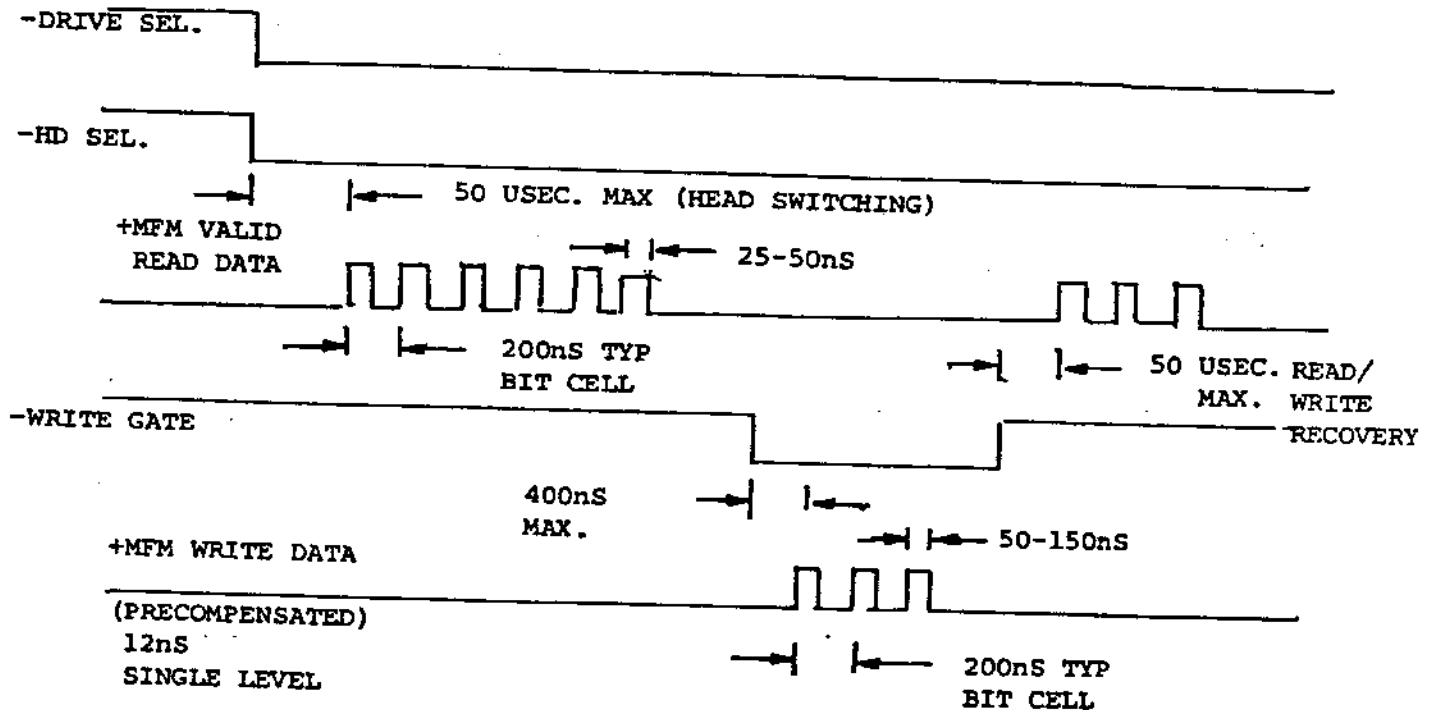 -DRIVE SEL.
-HD SEL.
50 USEC. MAX (HEAD SWITCHING)
+MFM VALID
READ DATA
25-50nS
200nS TYP
BIT CELL
50 USEC. READ/
MAX. WRITE
RECOVERY
-WRITE GATE
400nS
MAX.
50-150nS
+MFM WRITE DATA
(PRECOMPENSATED)
12nS
SINGLE LEVEL
200nS TYP
BIT CELL